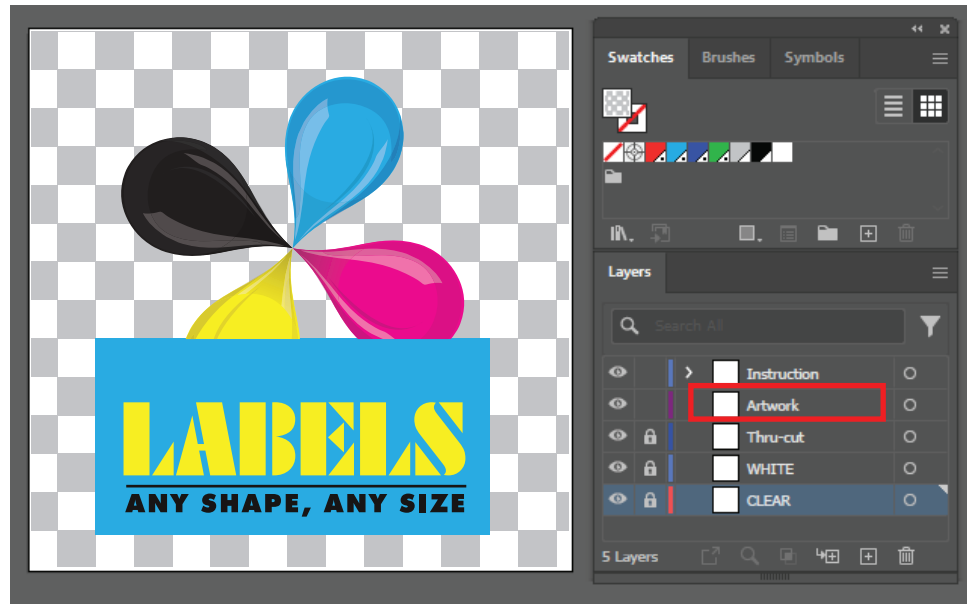 LABELS
ANY SHAPE, ANY SIZE
Swatches Brushes Symbols
Layers
Search All
Instruction
Artwork
Thru-cut
WHITE
CLEAR
5 Layers